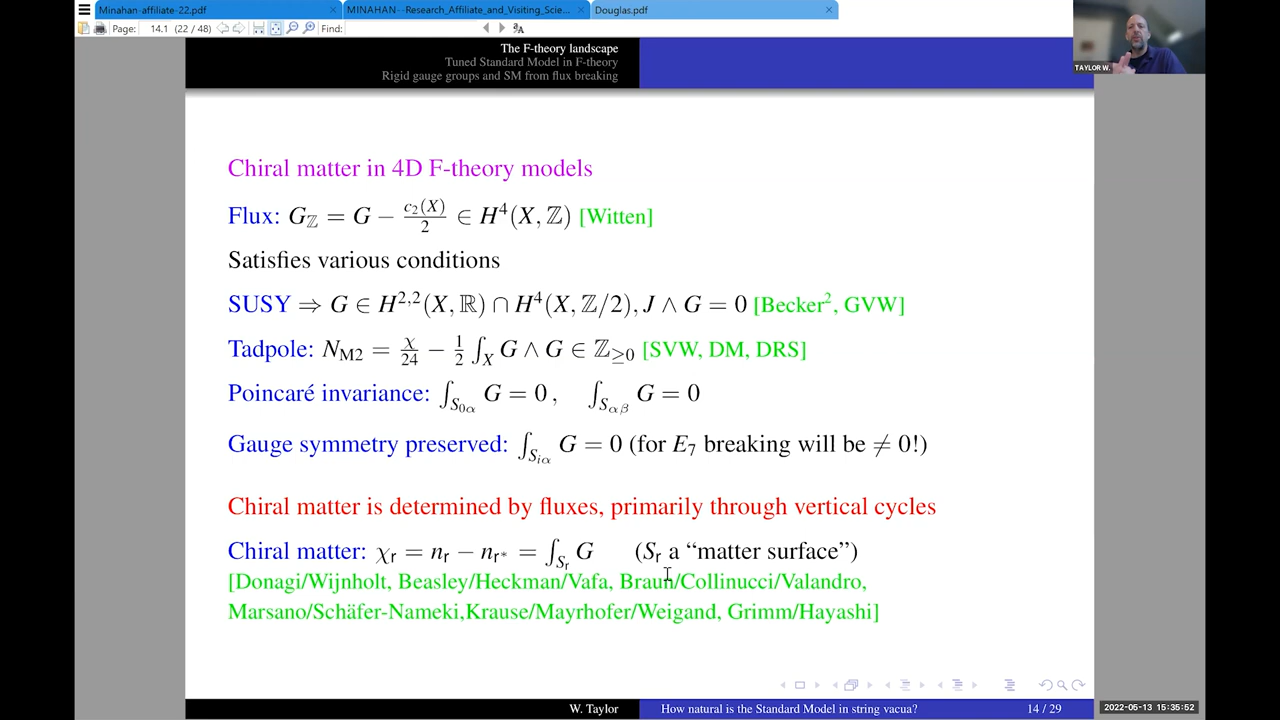 Minahan-affiliate-22.pdf
MINAHAN--Research_Affiliate_and_Visiting_Scie...
Douglas.pdf
Page: 14.1 (22 / 48) Find:
The F-theory landscape
Tuned Standard Model in F-theory
Rigid gauge groups and SM from flux breaking
TAYLOR W.
Chiral matter in 4D F-theory models
Flux: G_ℤ = G − c₂(X)/2 ∈ H⁴(X, ℤ) [Witten]
Satisfies various conditions
SUSY ⇒ G ∈ H^{2,2}(X, ℝ) ∩ H⁴(X, ℤ/2), J ∧ G = 0 [Becker², GVW]
Tadpole: N_{M2} = χ/24 − 1/2 ∫_X G ∧ G ∈ ℤ_{≥0} [SVW, DM, DRS]
Poincaré invariance: ∫_{S_{0α}} G = 0 , ∫_{S_{αβ}} G = 0
Gauge symmetry preserved: ∫_{S_{iα}} G = 0 (for E₇ breaking will be ≠ 0!)
Chiral matter is determined by fluxes, primarily through vertical cycles
Chiral matter: χ_r = n_r − n_{r*} = ∫_{S_r} G (S_r a “matter surface”)
[Donagi/Wijnholt, Beasley/Heckman/Vafa, Braun/Collinucci/Valandro,
Marsano/Schäfer-Nameki,Krause/Mayrhofer/Weigand, Grimm/Hayashi]
W. Taylor
How natural is the Standard Model in string vacua?
14 / 29
2022-05-13 15:35:52